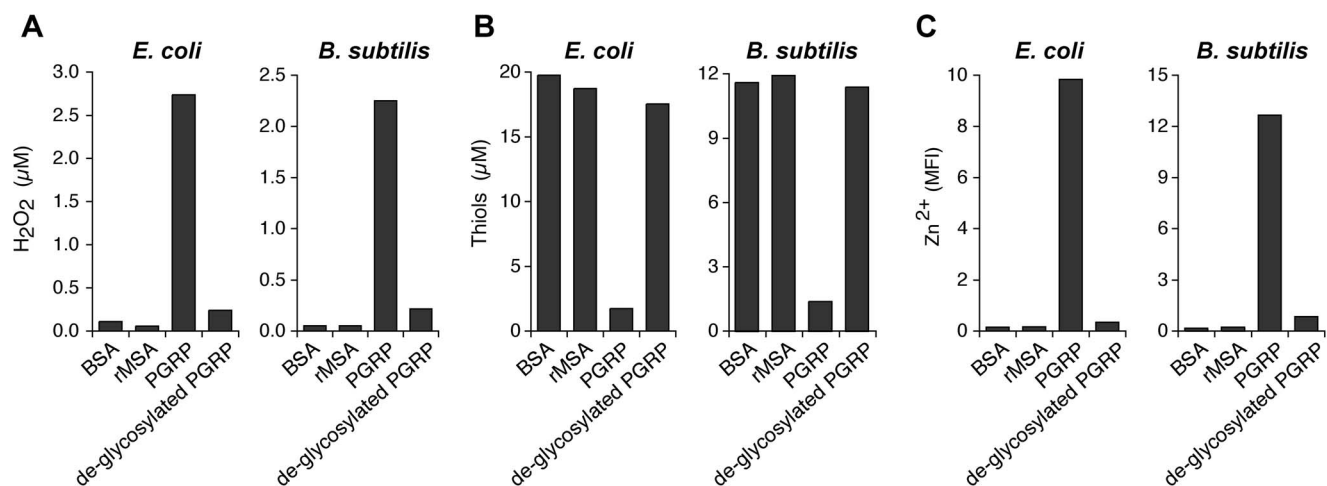 A
E. coli
B. subtilis
H2O2 (µM)
3.0
2.5
2.0
1.5
1.0
0.5
0.0
BSA
rMSA
PGRP
de-glycosylated PGRP
2.5
2.0
1.5
1.0
0.5
0.0
BSA
rMSA
PGRP
de-glycosylated PGRP
B
E. coli
B. subtilis
Thiols (µM)
20
15
10
5
0
BSA
rMSA
PGRP
de-glycosylated PGRP
12
9
6
3
0
BSA
rMSA
PGRP
de-glycosylated PGRP
C
E. coli
B. subtilis
Zn2+ (MFI)
10
8
6
4
2
0
BSA
rMSA
PGRP
de-glycosylated PGRP
15
12
9
6
3
0
BSA
rMSA
PGRP
de-glycosylated PGRP